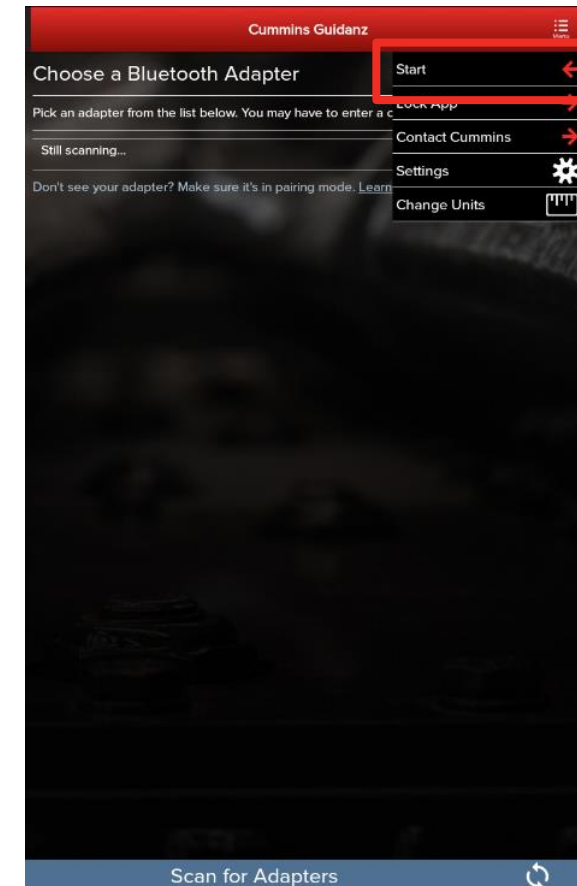 Cummins Guidanz
Menu
Choose a Bluetooth Adapter
Pick an adapter from the list below. You may have to enter a c
Still scanning...
Don't see your adapter? Make sure it's in pairing mode. Learn
Start
Lock App
Contact Cummins
Settings
Change Units
Scan for Adapters